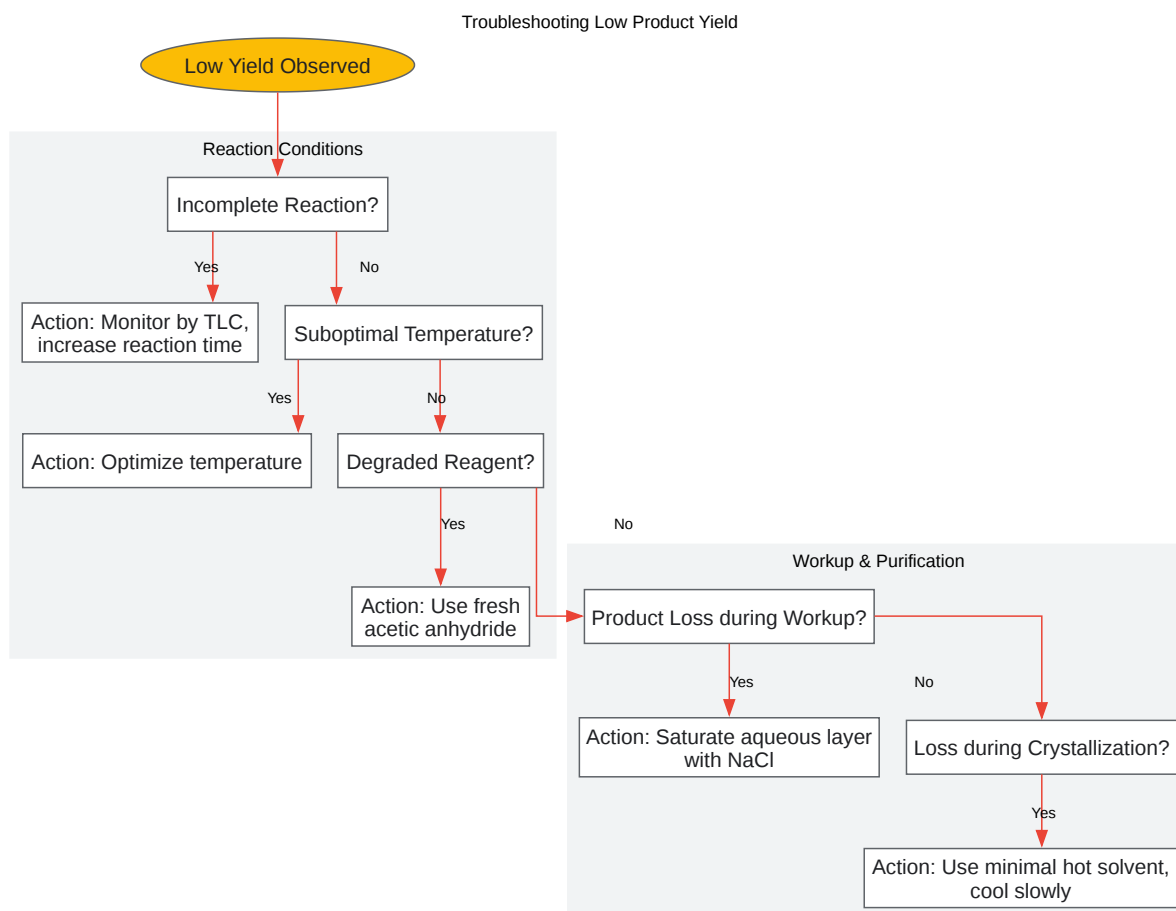 Troubleshooting Low Product Yield
Low Yield Observed
Reaction Conditions
Incomplete Reaction?
Yes
No
Action: Monitor by TLC,
increase reaction time
Suboptimal Temperature?
Yes
No
Action: Optimize temperature
Degraded Reagent?
Yes
No
Action: Use fresh
acetic anhydride
Workup & Purification
Product Loss during Workup?
Yes
No
Action: Saturate aqueous layer
with NaCl
Loss during Crystallization?
Yes
Action: Use minimal hot solvent,
cool slowly